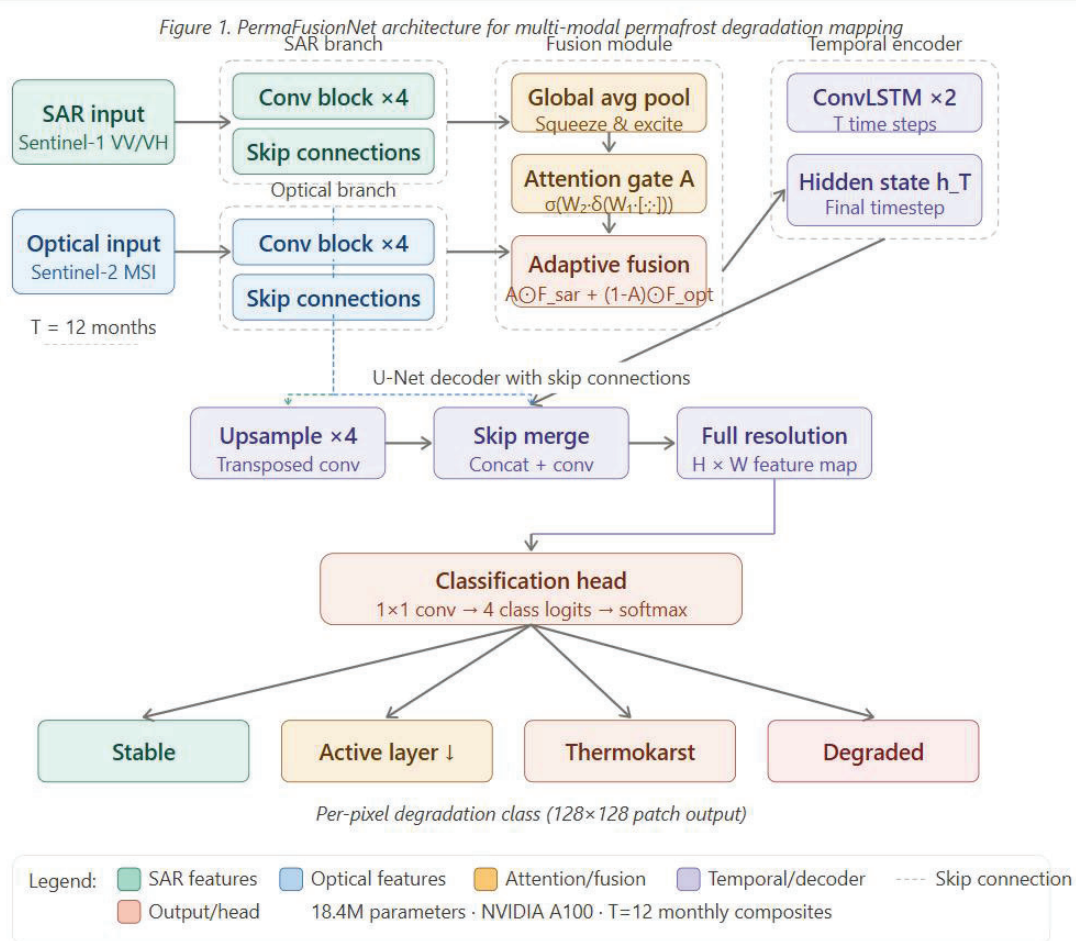 Figure 1. PermaFusionNet architecture for multi-modal permafrost degradation mapping
SAR branch
Fusion module
Temporal encoder
SAR input
Sentinel-1 VV/VH
Conv block ×4
Skip connections
Global avg pool
Squeeze & excite
ConvLSTM ×2
T time steps
Optical branch
Attention gate A
σ(W₂·δ(W₁·[·;·]))
Hidden state h_T
Final timestep
Optical input
Sentinel-2 MSI
Conv block ×4
Skip connections
Adaptive fusion
A⊙F_sar + (1-A)⊙F_opt
T = 12 months
U-Net decoder with skip connections
Upsample ×4
Transposed conv
Skip merge
Concat + conv
Full resolution
H × W feature map
Classification head
1×1 conv → 4 class logits → softmax
Stable
Active layer ↓
Thermokarst
Degraded
Per-pixel degradation class (128×128 patch output)
Legend: SAR features Optical features Attention/fusion Temporal/decoder Skip connection
Output/head 18.4M parameters · NVIDIA A100 · T=12 monthly composites